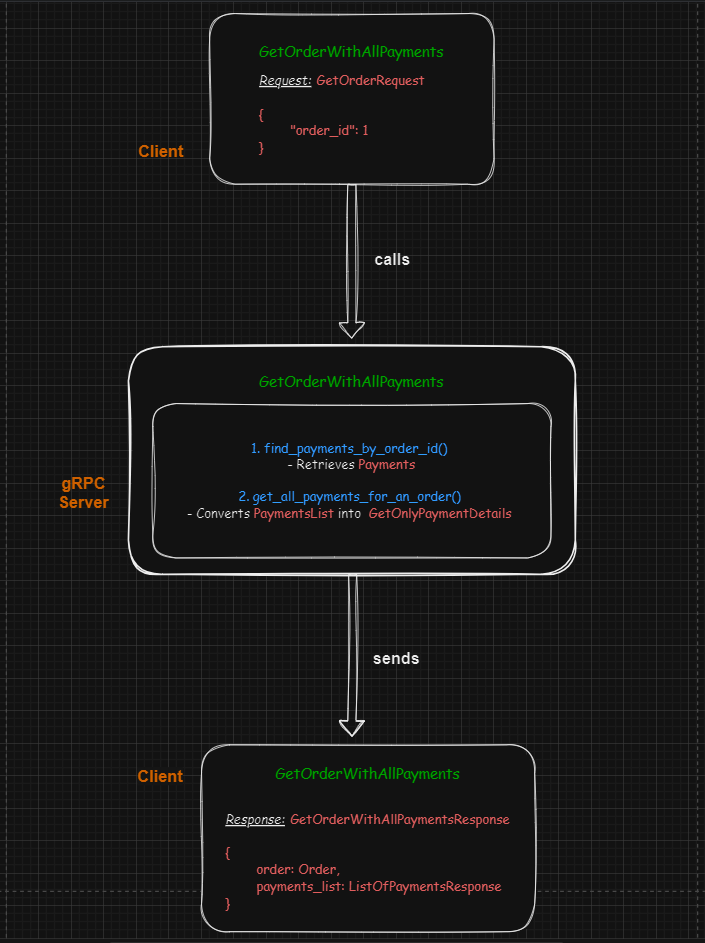 GetOrderWithAllPayments
Request: GetOrderRequest
{
"order_id": 1
}
Client
calls
GetOrderWithAllPayments
1. find_payments_by_order_id()
- Retrieves Payments
2. get_all_payments_for_an_order()
- Converts PaymentsList into GetOnlyPaymentDetails
gRPC
Server
sends
Client
GetOrderWithAllPayments
Response: GetOrderWithAllPaymentsResponse
{
order: Order,
payments_list: ListOfPaymentsResponse
}